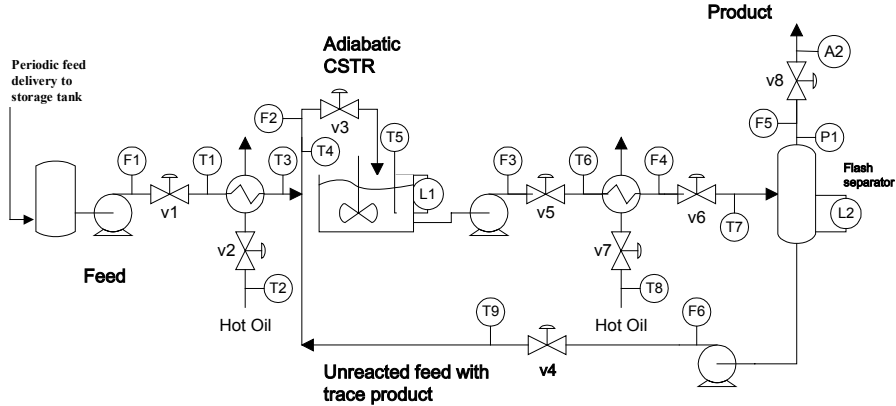 Product
A2
v8
Adiabatic
CSTR
Periodic feed
delivery to
storage tank
F2
v3
T5
F5
P1
T4
F1
T1
T3
F3
T6
F4
Flash
separator
L1
L2
v1
v5
v6
T7
v2
v7
Feed
T2
T8
Hot Oil
Hot Oil
T9
F6
v4
Unreacted feed with
trace product